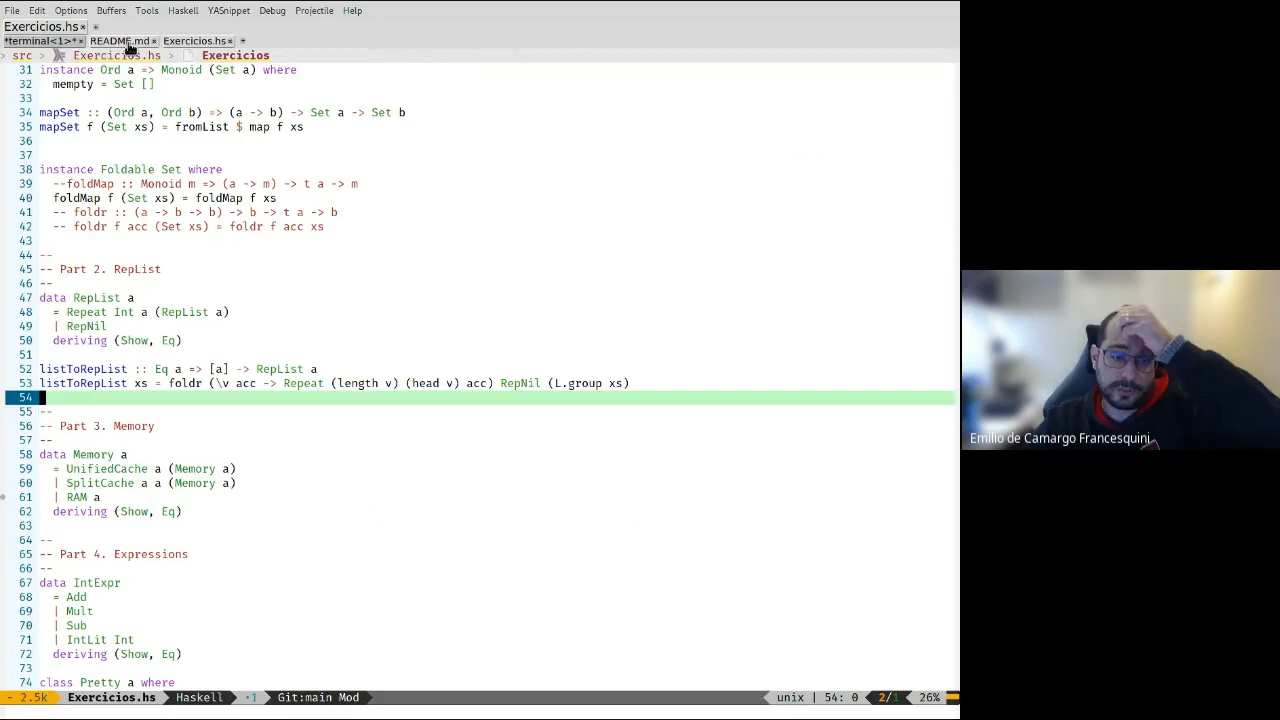 File Edit Options Buffers Tools Haskell YASnippet Debug Projectile Help
Exercicios.hs× +
*terminal<1>*× README.md× Exercicios.hs× +
> src > Exercicios.hs > Exercicios
31 instance Ord a => Monoid (Set a) where
32 mempty = Set []
33
34 mapSet :: (Ord a, Ord b) => (a -> b) -> Set a -> Set b
35 mapSet f (Set xs) = fromList $ map f xs
36
37
38 instance Foldable Set where
39 --foldMap :: Monoid m => (a -> m) -> t a -> m
40 foldMap f (Set xs) = foldMap f xs
41 -- foldr :: (a -> b -> b) -> b -> t a -> b
42 -- foldr f acc (Set xs) = foldr f acc xs
43
44 --
45 -- Part 2. RepList
46 --
47 data RepList a
48 = Repeat Int a (RepList a)
49 | RepNil
50 deriving (Show, Eq)
51
52 listToRepList :: Eq a => [a] -> RepList a
53 listToRepList xs = foldr (\v acc -> Repeat (length v) (head v) acc) RepNil (L.group xs)
54
55 --
56 -- Part 3. Memory
57 --
58 data Memory a
59 = UnifiedCache a (Memory a)
60 | SplitCache a a (Memory a)
61 | RAM a
62 deriving (Show, Eq)
63
64 --
65 -- Part 4. Expressions
66 --
67 data IntExpr
68 = Add
69 | Mult
70 | Sub
71 | IntLit Int
72 deriving (Show, Eq)
73
74 class Pretty a where
- 2.5k Exercicios.hs Haskell ·1 Git:main Mod unix | 54: 0 2/1 26%
Emilio de Camargo Francesquini